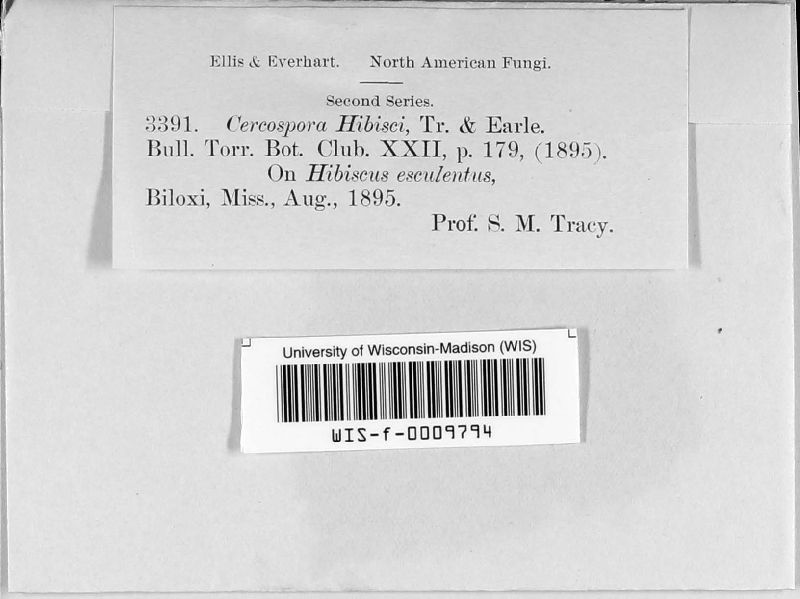 Ellis & Everhart. North American Fungi.
Second Series.
3391. Cercospora Hibisci, Tr. & Earle.
Bull. Torr. Bot. Club. XXII, p. 179, (1895).
On Hibiscus esculentus,
Biloxi, Miss., Aug., 1895.
Prof. S. M. Tracy.
University of Wisconsin-Madison (WIS)
WIS-f-0009794